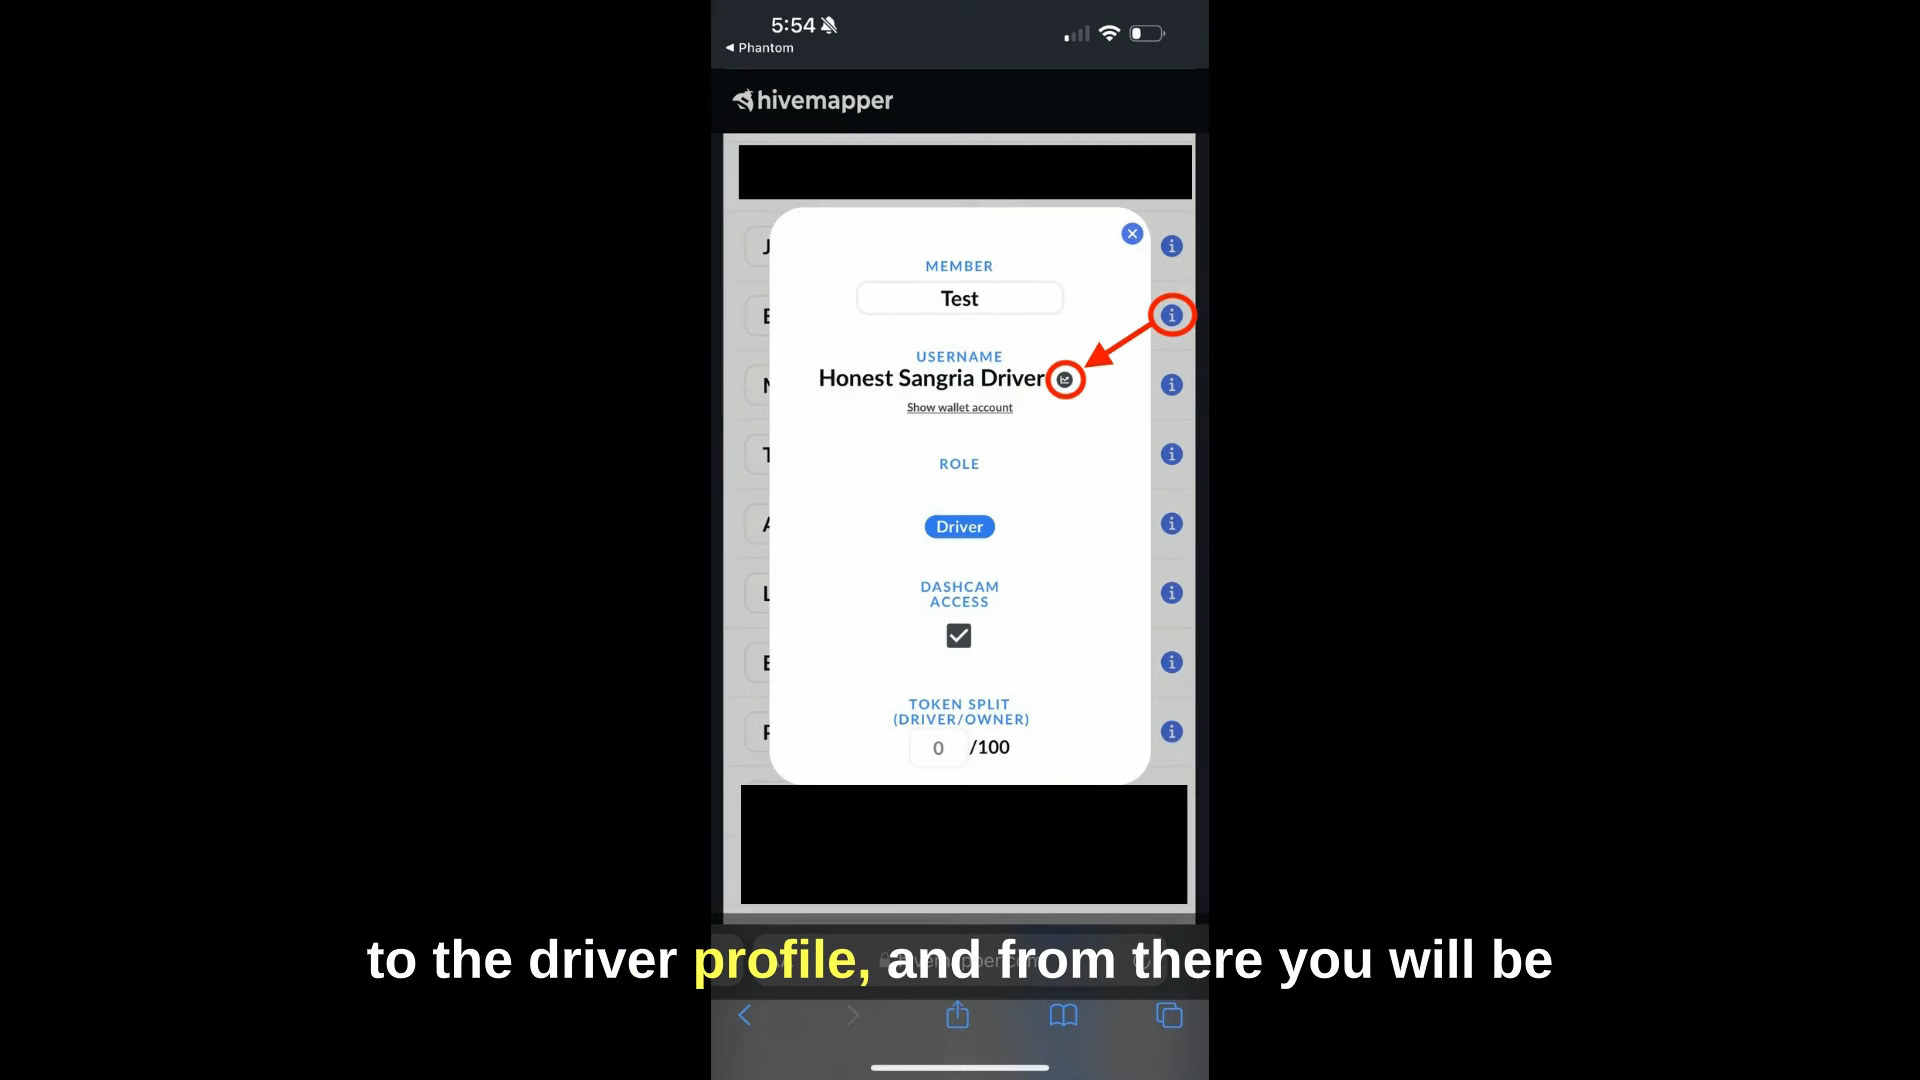 5:54
Phantom
hivemapper
J
MEMBER
Test
USERNAME
Honest Sangria Driver
Show wallet account
ROLE
Driver
DASHCAM
ACCESS
TOKEN SPLIT
(DRIVER/OWNER)
0 /100
to the driver profile, and from there you will be